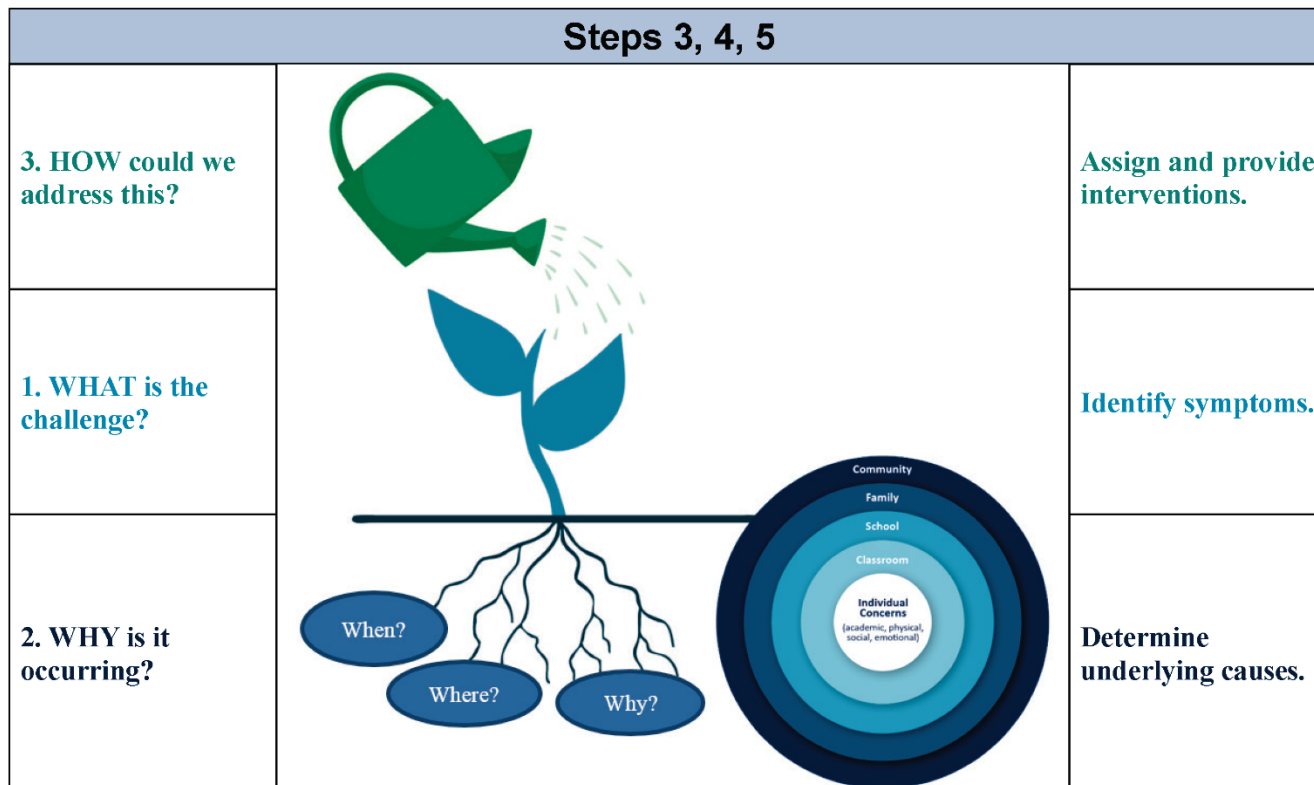 Steps 3, 4, 5
3. HOW could we
address this?
Assign and provide
interventions.
1. WHAT is the
challenge?
Identify symptoms.
2. WHY is it
occurring?
When?
Where?
Why?
Community
Family
School
Classroom
Individual
Concerns
(academic, physical,
social, emotional)
Determine
underlying causes.